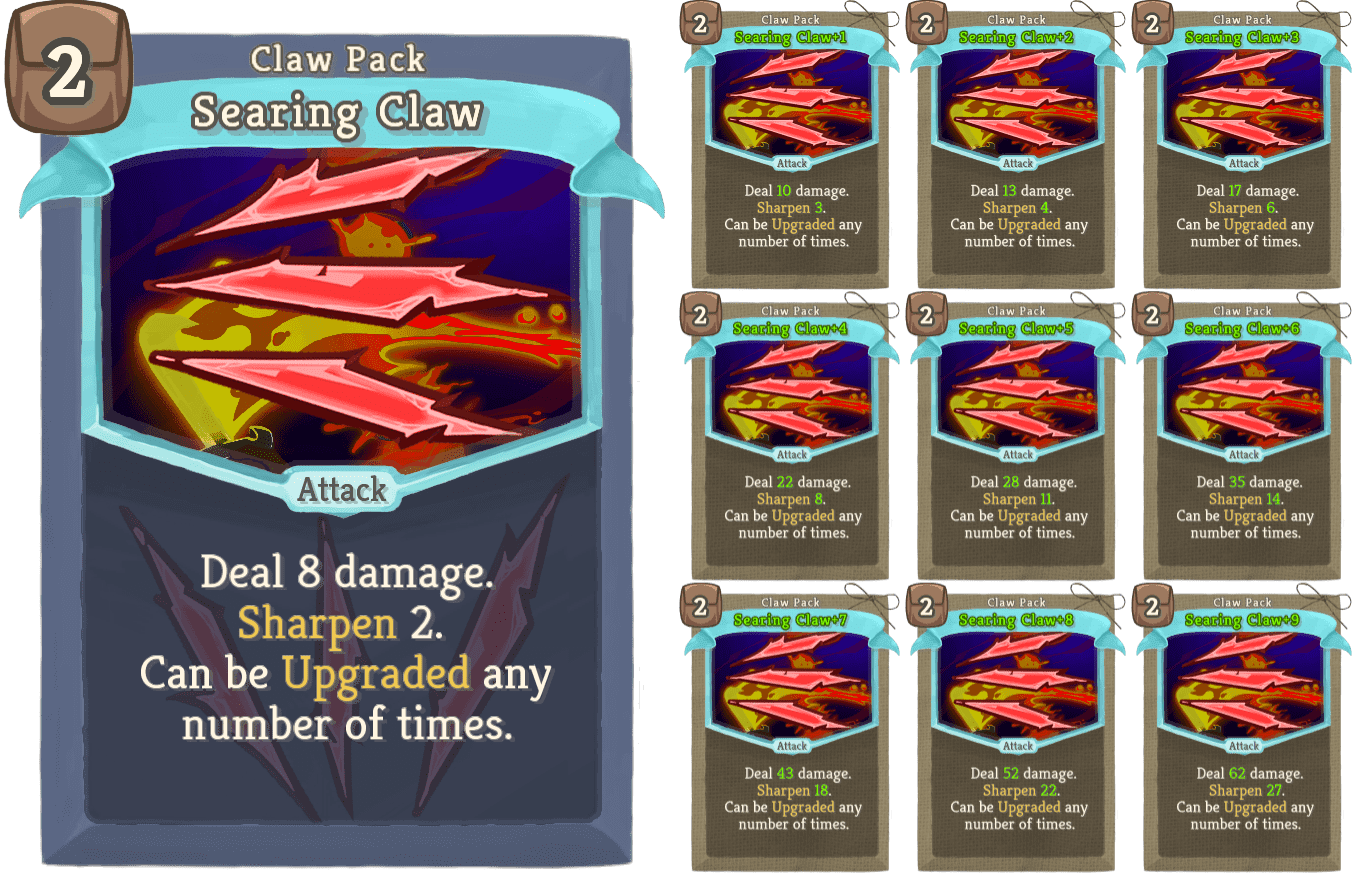 2
Claw Pack
Searing Claw
Attack
Deal 8 damage.
Sharpen 2.
Can be Upgraded any
number of times.
2
Claw Pack
Searing Claw+1
Attack
Deal 10 damage.
Sharpen 3.
Can be Upgraded any
number of times.
2
Claw Pack
Searing Claw+2
Attack
Deal 13 damage.
Sharpen 4.
Can be Upgraded any
number of times.
2
Claw Pack
Searing Claw+3
Attack
Deal 17 damage.
Sharpen 6.
Can be Upgraded any
number of times.
2
Claw Pack
Searing Claw+4
Attack
Deal 22 damage.
Sharpen 8.
Can be Upgraded any
number of times.
2
Claw Pack
Searing Claw+5
Attack
Deal 28 damage.
Sharpen 11.
Can be Upgraded any
number of times.
2
Claw Pack
Searing Claw+6
Attack
Deal 35 damage.
Sharpen 14.
Can be Upgraded any
number of times.
2
Claw Pack
Searing Claw+7
Attack
Deal 43 damage.
Sharpen 18.
Can be Upgraded any
number of times.
2
Claw Pack
Searing Claw+8
Attack
Deal 52 damage.
Sharpen 22.
Can be Upgraded any
number of times.
2
Claw Pack
Searing Claw+9
Attack
Deal 62 damage.
Sharpen 27.
Can be Upgraded any
number of times.